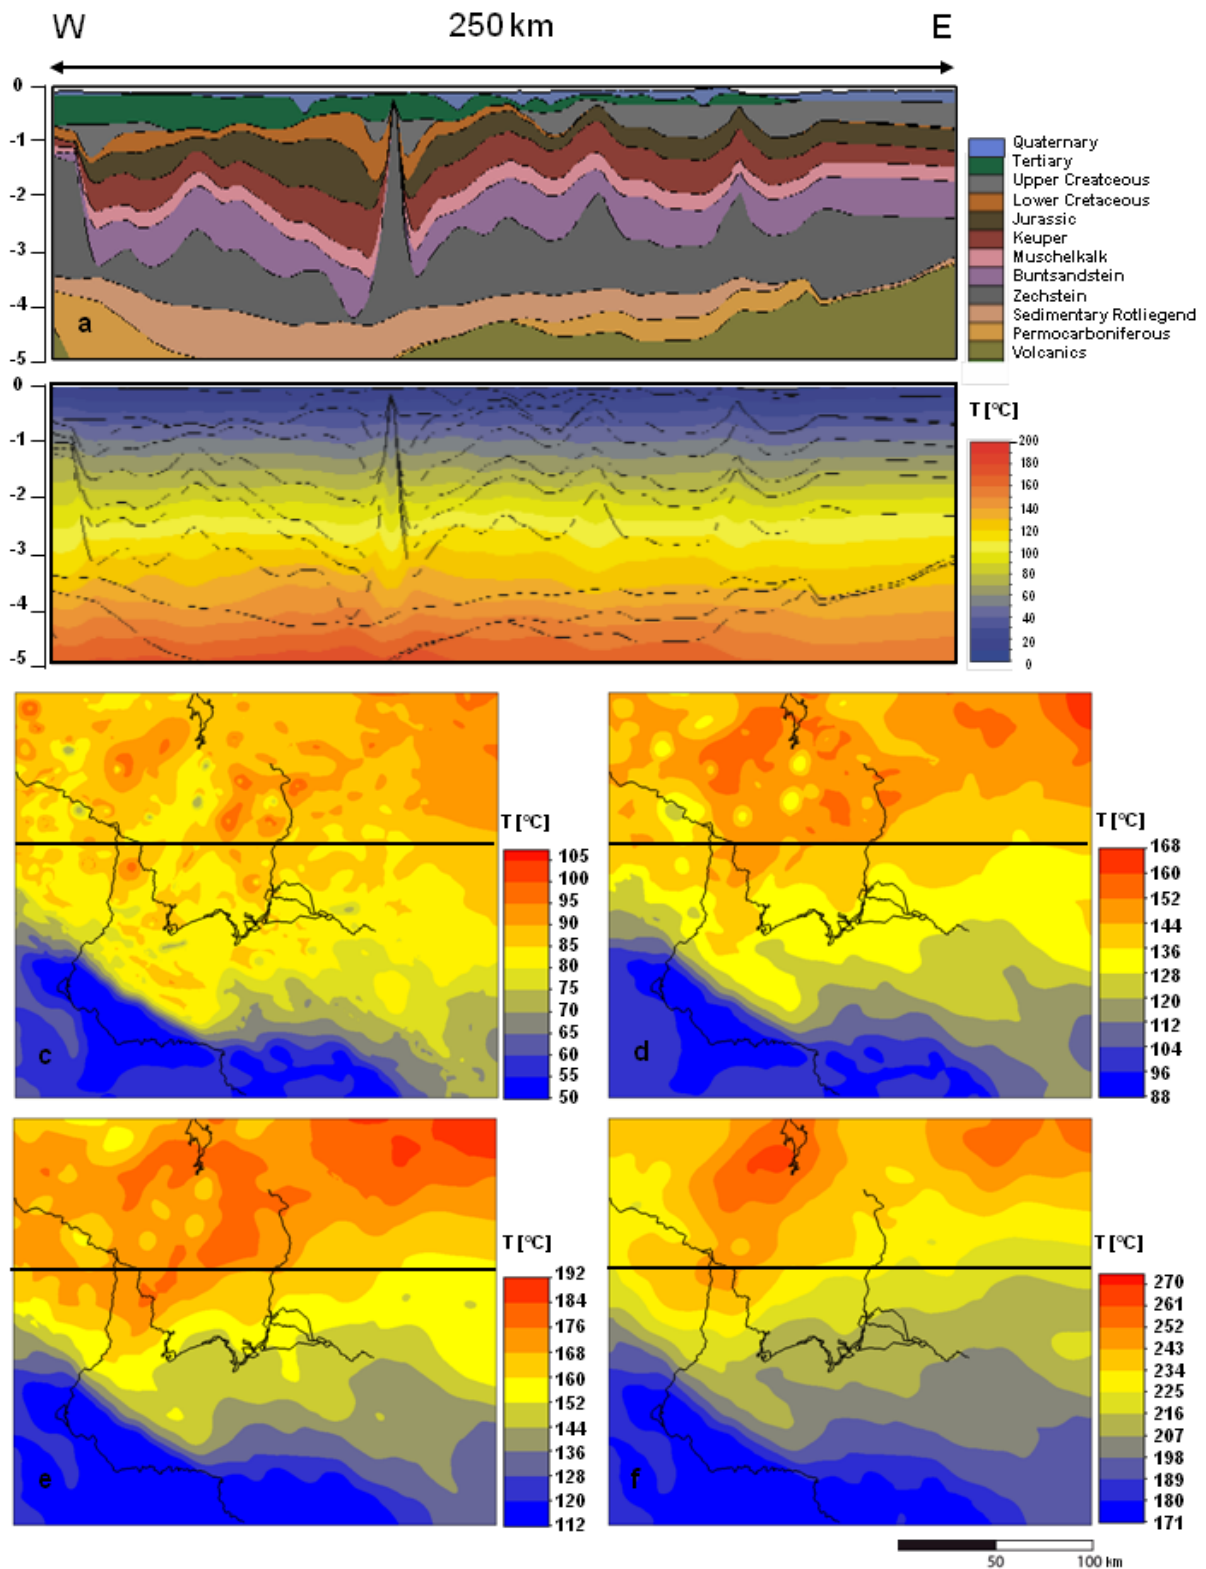 W
250 km
E
0
-1
-2
-3
-4
-5
a
Quaternary
Tertiary
Upper Creatceous
Lower Cretaceous
Jurassic
Keuper
Muschelkalk
Buntsandstein
Zechstein
Sedimentary Rotliegend
Permocarboniferous
Volcanics
0
-1
-2
-3
-4
-5
T [°C]
200
180
160
140
120
100
80
60
40
20
0
c
T [°C]
105
100
95
90
85
80
75
70
65
60
55
50
d
T [°C]
168
160
152
144
136
128
120
112
104
96
88
e
T [°C]
192
184
176
168
160
152
144
136
128
120
112
f
T [°C]
270
261
252
243
234
225
216
207
198
189
180
171
50
100 km